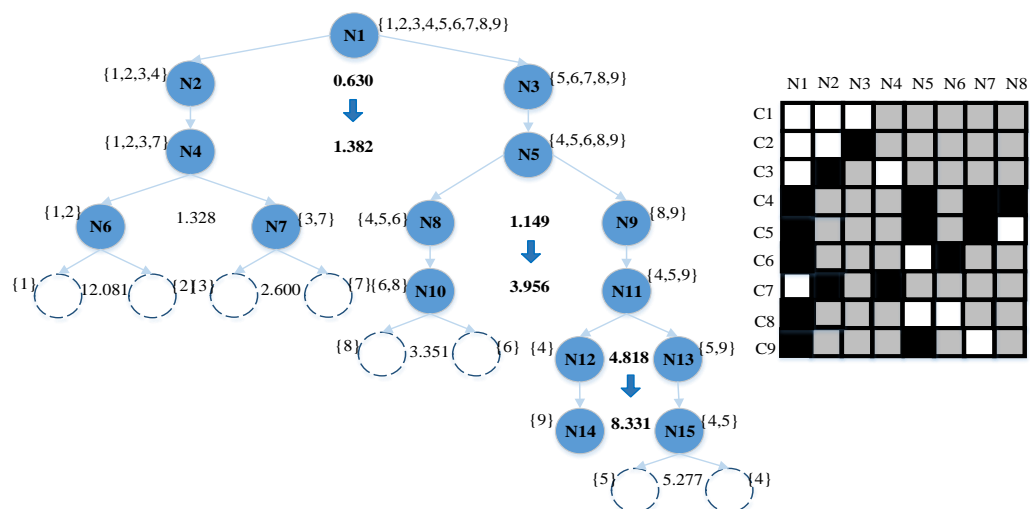 N1 {1,2,3,4,5,6,7,8,9}
{1,2,3,4} N2 0.630 N3 {5,6,7,8,9}
{1,2,3,7} N4 1.382 N5 {4,5,6,8,9}
{1,2} N6 1.328 N7 {3,7} {4,5,6} N8 1.149 N9 {8,9}
{1} 12.081 {2} {3} 2.600 {7} {6,8} N10 3.956 N11 {4,5,9}
{8} 3.351 {6} {4} N12 4.818 N13 {5,9}
{9} N14 8.331 N15 {4,5}
{5} 5.277 {4}
N1 N2 N3 N4 N5 N6 N7 N8
C1
C2
C3
C4
C5
C6
C7
C8
C9